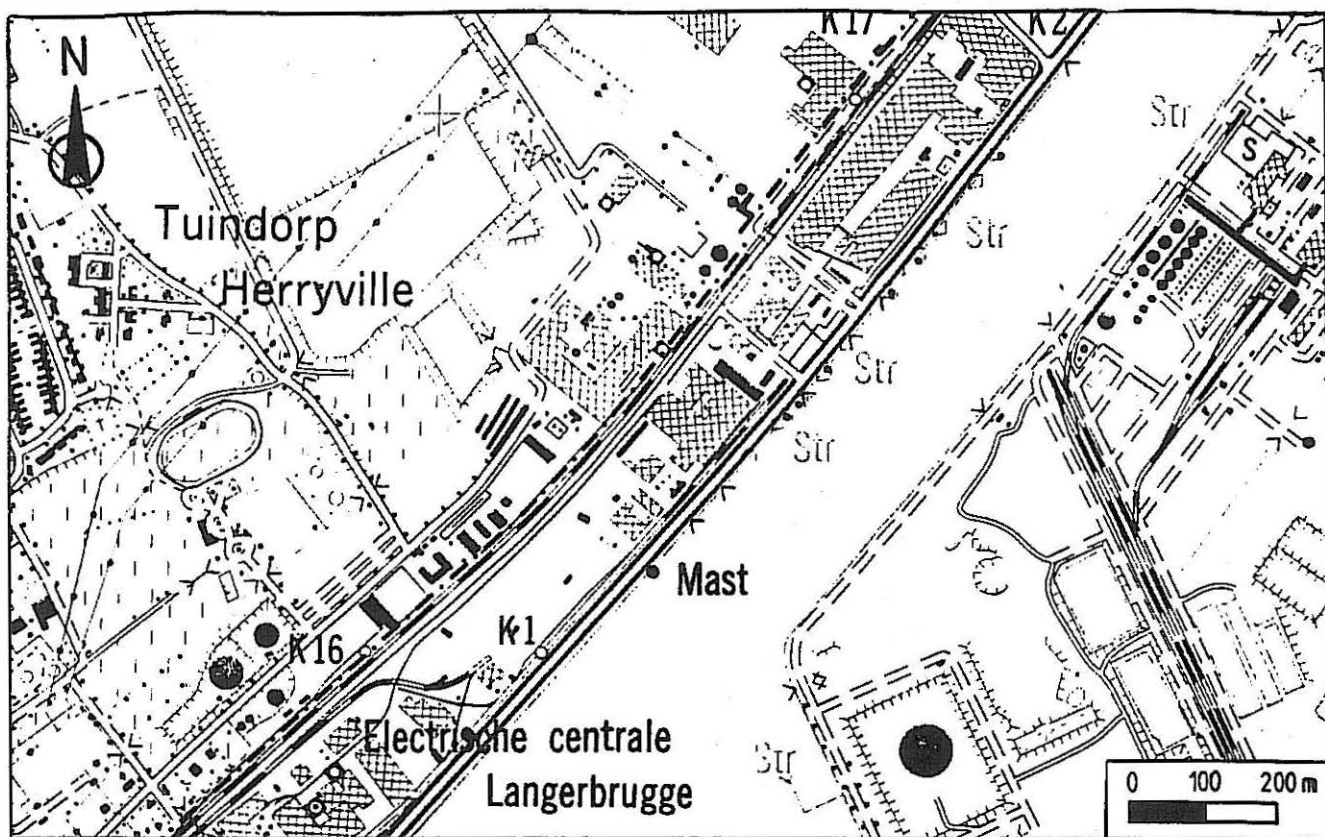 K17
K2
N
Str
S
Tuindorp
Str
Herryville
Str
Str
Mast
K16
K1
Electrische centrale
Str
Langerbrugge
0 100 200 m